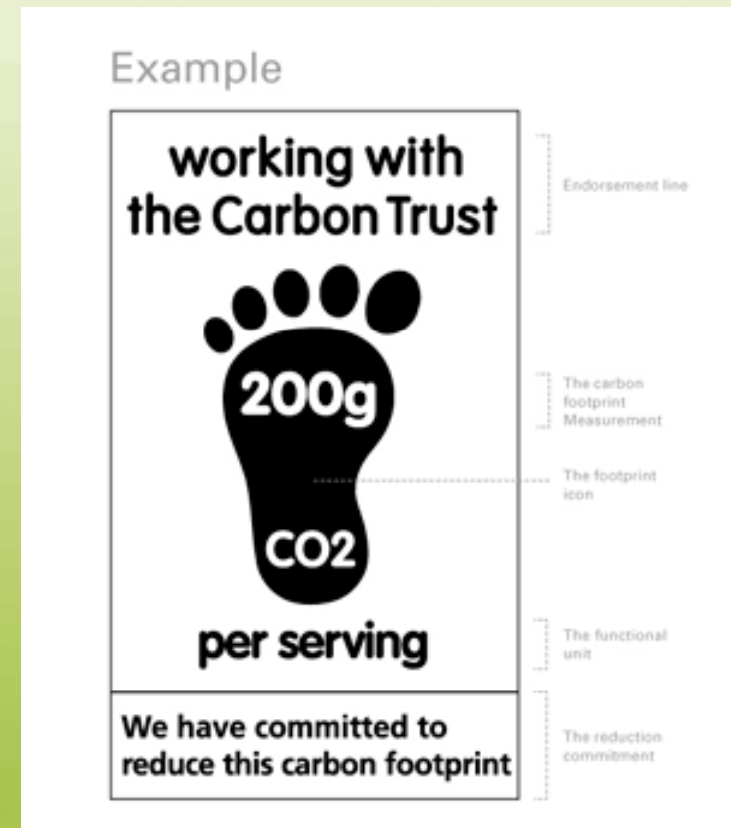 Example
working with
the Carbon Trust
Endorsement line
200g
The carbon
footprint
Measurement
The footprint
icon
CO2
per serving
The functional
unit
We have committed to
reduce this carbon footprint
The reduction
commitment